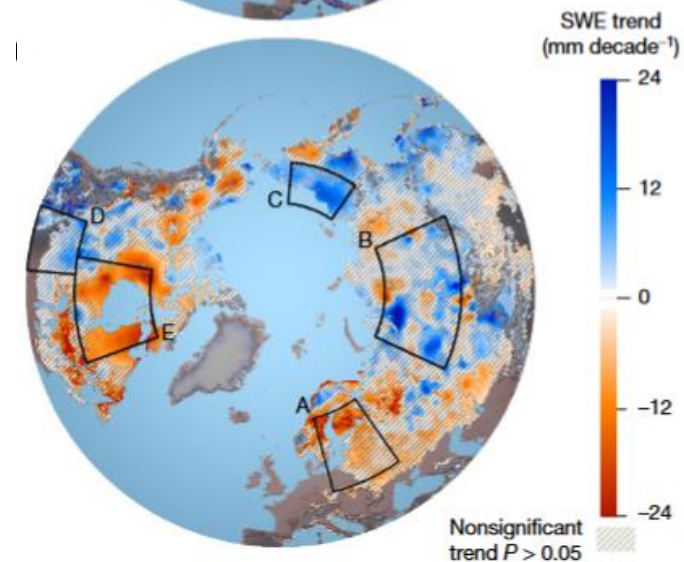 SWE trend
(mm decade⁻¹)
24
12
0
−12
−24
Nonsignificant
trend P > 0.05
A
B
C
D
E